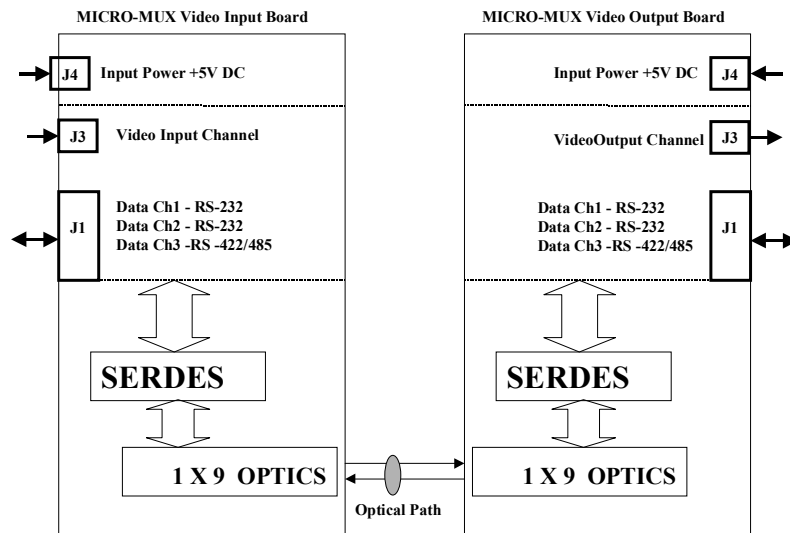 MICRO-MUX Video Input Board
J4
Input Power +5V DC
J3
Video Input Channel
J1
Data Ch1 - RS-232
Data Ch2 - RS-232
Data Ch3 -RS -422/485
SERDES
1 X 9 OPTICS
Optical Path
MICRO-MUX Video Output Board
Input Power +5V DC
J4
VideoOutput Channel
J3
Data Ch1 - RS-232
Data Ch2 - RS-232
Data Ch3 -RS -422/485
J1
SERDES
1 X 9 OPTICS